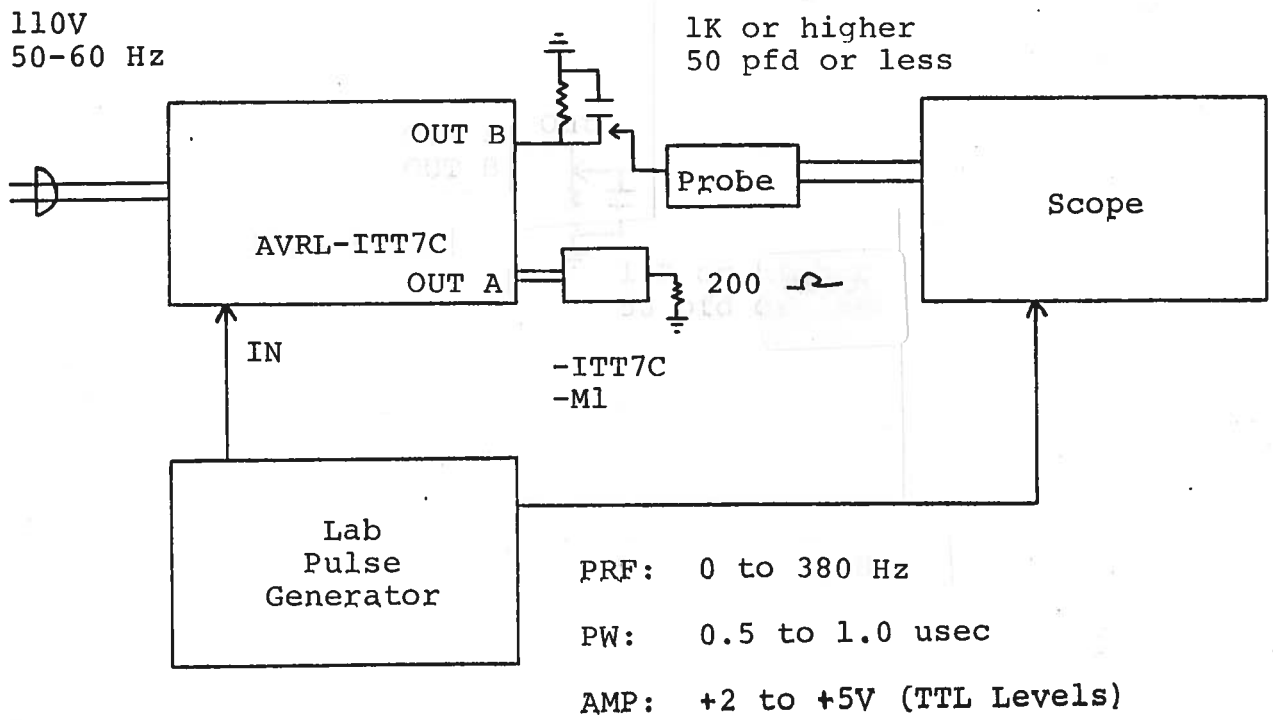 110V
50-60 Hz
1K or higher
50 pfd or less
OUT B
Probe
Scope
AVRL-ITT7C
OUT A
200 Ω
IN
-ITT7C
-M1
Lab
Pulse
Generator
PRF: 0 to 380 Hz
PW: 0.5 to 1.0 usec
AMP: +2 to +5V (TTL Levels)